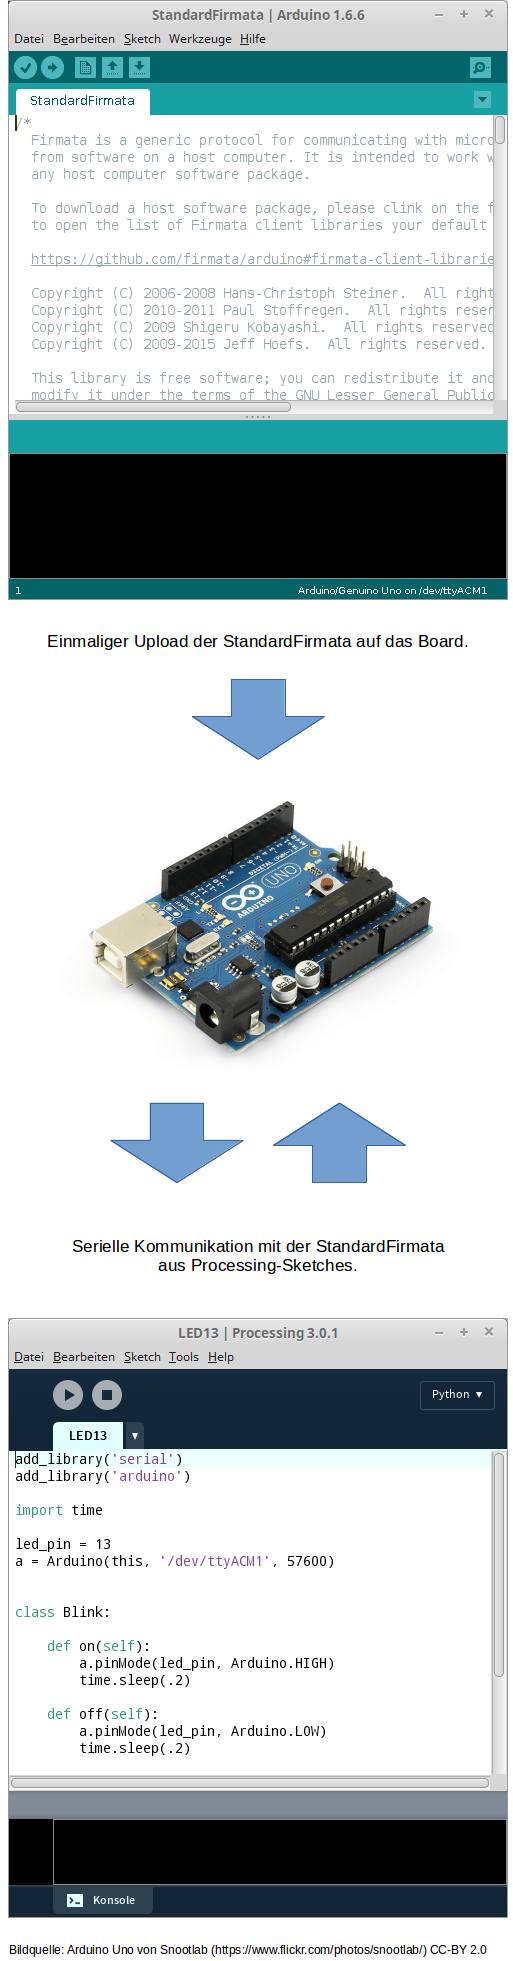 StandardFirmata | Arduino 1.6.6
Datei Bearbeiten Sketch Werkzeuge Hilfe
StandardFirmata
/*
Firmata is a generic protocol for communicating with micro
from software on a host computer. It is intended to work w
any host computer software package.
To download a host software package, please clink on the f
to open the list of Firmata client libraries your default
https://github.com/firmata/arduino#firmata-client-librarie
Copyright (C) 2006-2008 Hans-Christoph Steiner.  All right
Copyright (C) 2010-2011 Paul Stoffregen.  All rights reser
Copyright (C) 2009 Shigeru Kobayashi.  All rights reserved
Copyright (C) 2009-2015 Jeff Hoefs.  All rights reserved.
This library is free software; you can redistribute it and
modify it under the terms of the GNU Lesser General Public
1 Arduino/Genuino Uno on /dev/ttyACM1
Einmaliger Upload der StandardFirmata auf das Board.
DIGITAL (PWM~)
UNO
ARDUINO
Serielle Kommunikation mit der StandardFirmata
aus Processing-Sketches.
LED13 | Processing 3.0.1
Datei Bearbeiten Sketch Tools Help
Python ▼
LED13 ▼
add_library('serial')
add_library('arduino')
import time
led_pin = 13
a = Arduino(this, '/dev/ttyACM1', 57600)
class Blink:
    def on(self):
        a.pinMode(led_pin, Arduino.HIGH)
        time.sleep(.2)
    def off(self):
        a.pinMode(led_pin, Arduino.LOW)
        time.sleep(.2)
Konsole
Bildquelle: Arduino Uno von Snootlab (https://www.flickr.com/photos/snootlab/) CC-BY 2.0